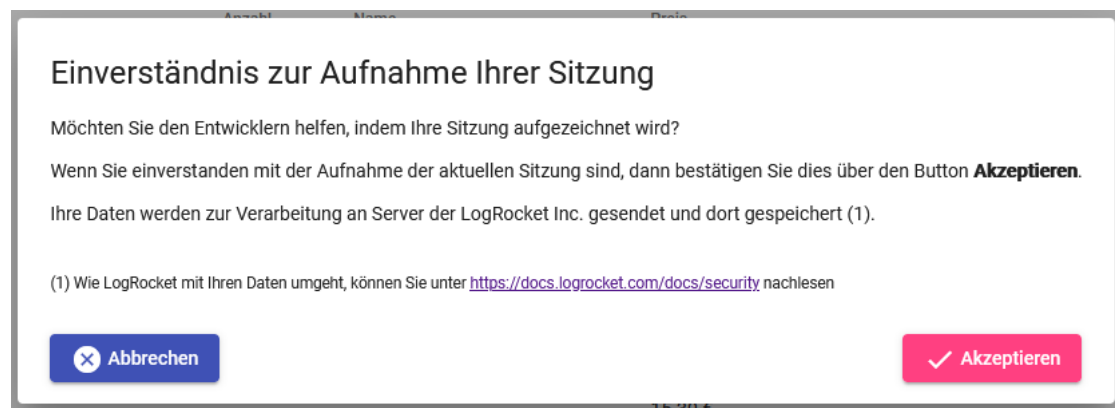 Anzahl Name Preis
Einverständnis zur Aufnahme Ihrer Sitzung
Möchten Sie den Entwicklern helfen, indem Ihre Sitzung aufgezeichnet wird?
Wenn Sie einverstanden mit der Aufnahme der aktuellen Sitzung sind, dann bestätigen Sie dies über den Button Akzeptieren.
Ihre Daten werden zur Verarbeitung an Server der LogRocket Inc. gesendet und dort gespeichert (1).
(1) Wie LogRocket mit Ihren Daten umgeht, können Sie unter https://docs.logrocket.com/docs/security nachlesen
Abbrechen Akzeptieren